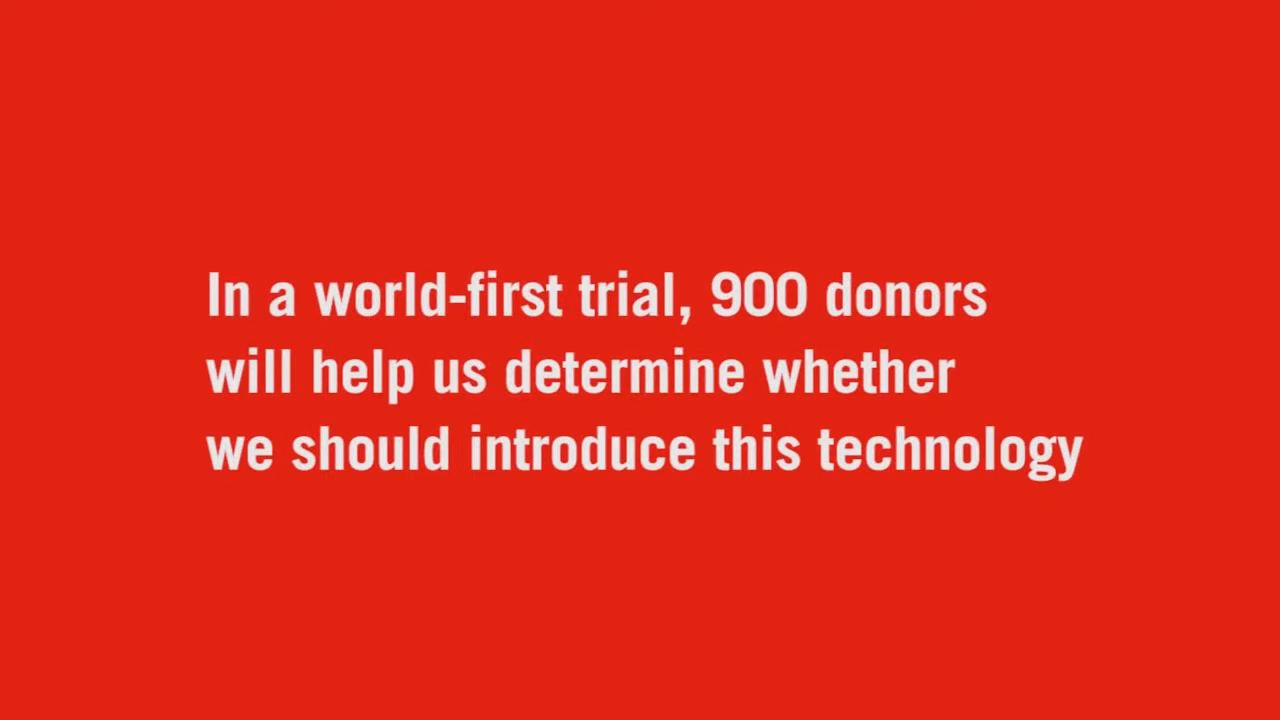 In a world-first trial, 900 donors
will help us determine whether
we should introduce this technology